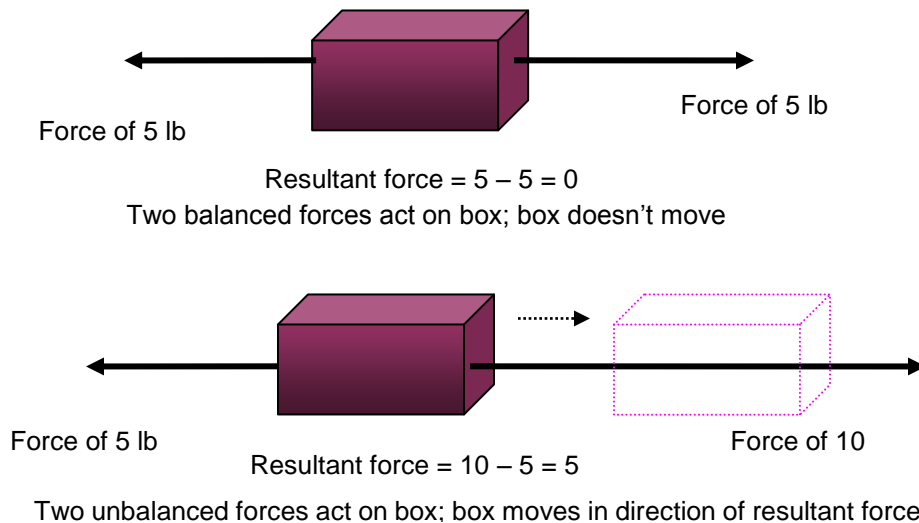 Force of 5 lb
Force of 5 lb
Resultant force = 5 – 5 = 0
Two balanced forces act on box; box doesn’t move
Force of 5 lb
Force of 10
Resultant force = 10 – 5 = 5
Two unbalanced forces act on box; box moves in direction of resultant force